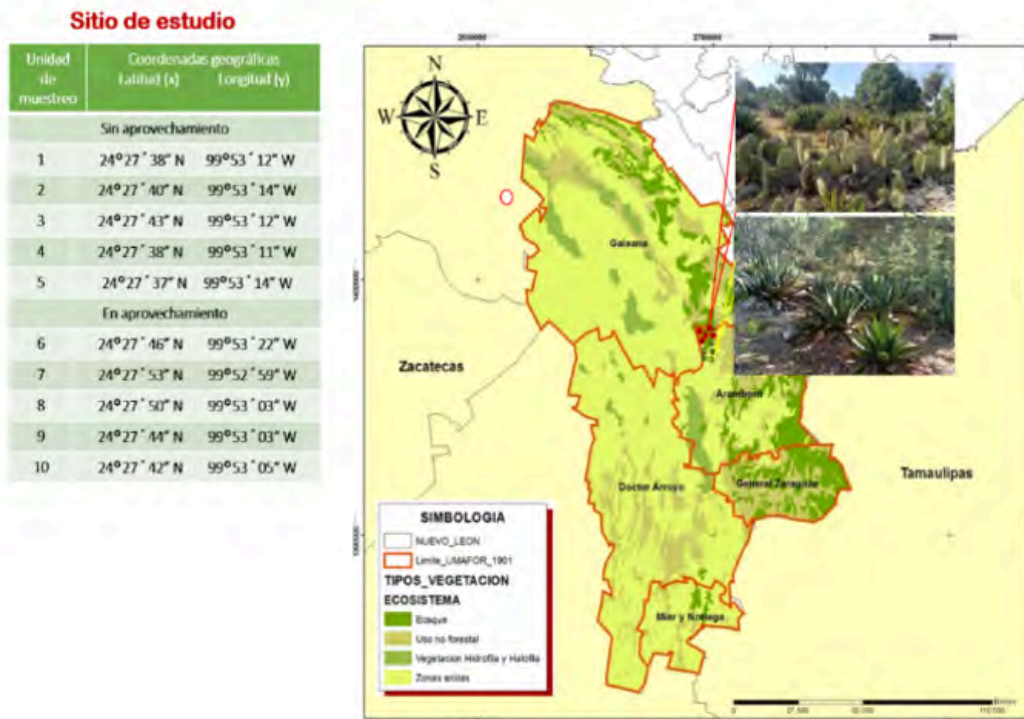 Sitio de estudio
Unidad de muestreo
Coordenadas geográficas
Latitud (x) Longitud (y)
Sin aprovechamiento
1 24°27´38” N 99°53´12” W
2 24°27´40” N 99°53´14” W
3 24°27´43” N 99°53´12” W
4 24°27´38” N 99°53´11” W
5 24°27´37” N 99°53´14” W
En aprovechamiento
6 24°27´46” N 99°53´22” W
7 24°27´53” N 99°52´59” W
8 24°27´50” N 99°53´03” W
9 24°27´44” N 99°53´03” W
10 24°27´42” N 99°53´05” W
N
W E
S
Galeana
Zacatecas
Aramberri
Doctor Arroyo
General Zaragoza
Tamaulipas
Mier y Noriega
SIMBOLOGIA
NUEVO_LEON
Limite_UMAFOR_1901
TIPOS_VEGETACION
ECOSISTEMA
Bosque
Uso no forestal
Vegetacion Hidrofila y Halofila
Zonas aridas